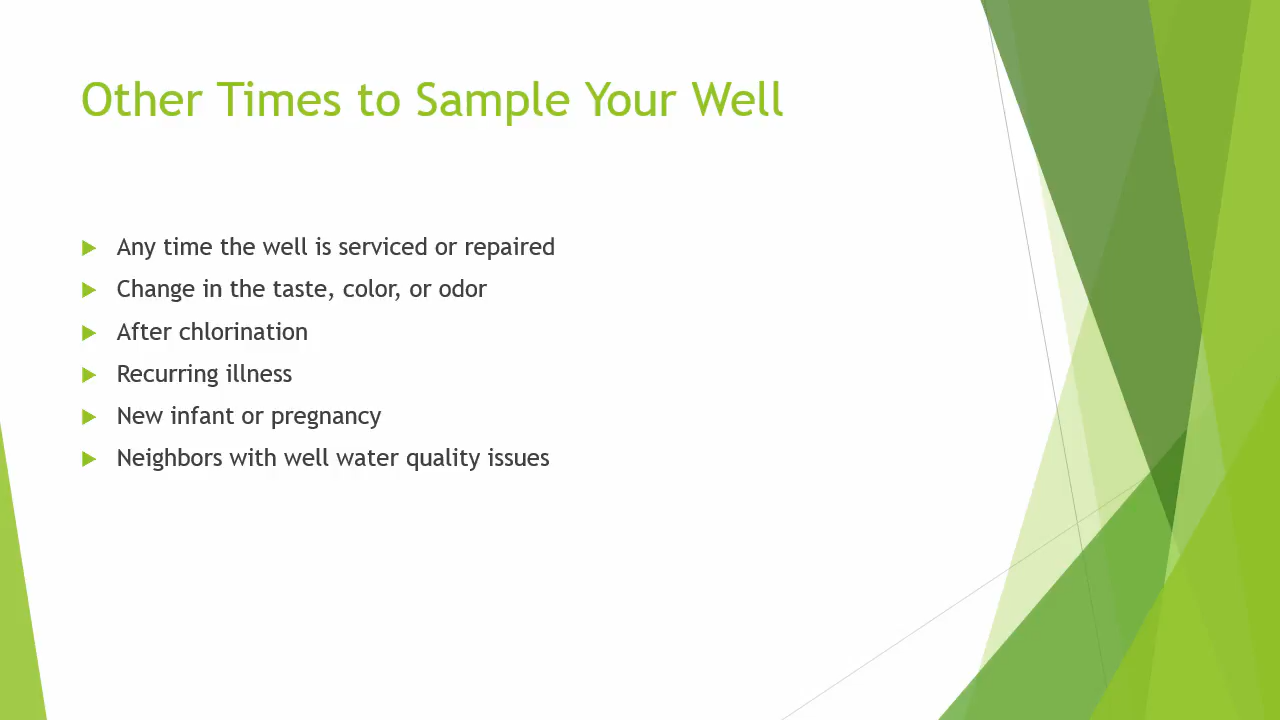 Other Times to Sample Your Well
Any time the well is serviced or repaired
Change in the taste, color, or odor
After chlorination
Recurring illness
New infant or pregnancy
Neighbors with well water quality issues